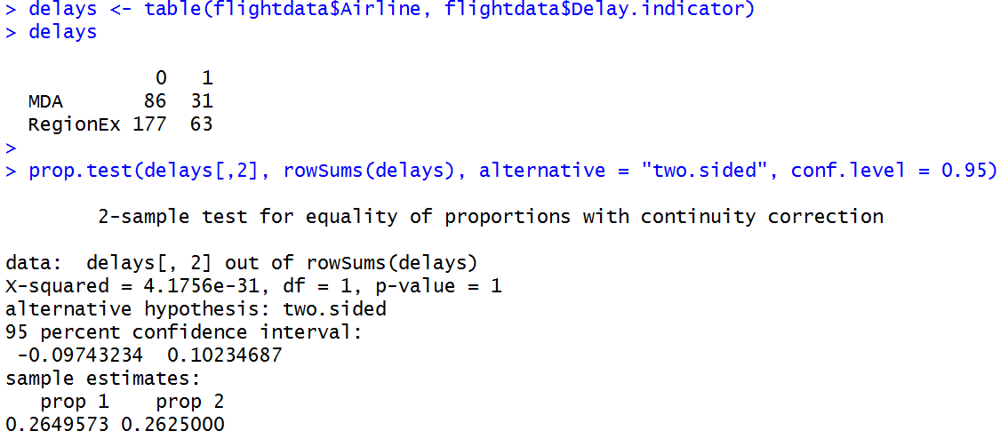 > delays <- table(flightdata$Airline, flightdata$Delay.indicator)
> delays
0 1
MDA 86 31
RegionEx 177 63
>
> prop.test(delays[,2], rowSums(delays), alternative = "two.sided", conf.level = 0.95)
2-sample test for equality of proportions with continuity correction
data: delays[, 2] out of rowSums(delays)
X-squared = 4.1756e-31, df = 1, p-value = 1
alternative hypothesis: two.sided
95 percent confidence interval:
-0.09743234 0.10234687
sample estimates:
prop 1 prop 2
0.2649573 0.2625000